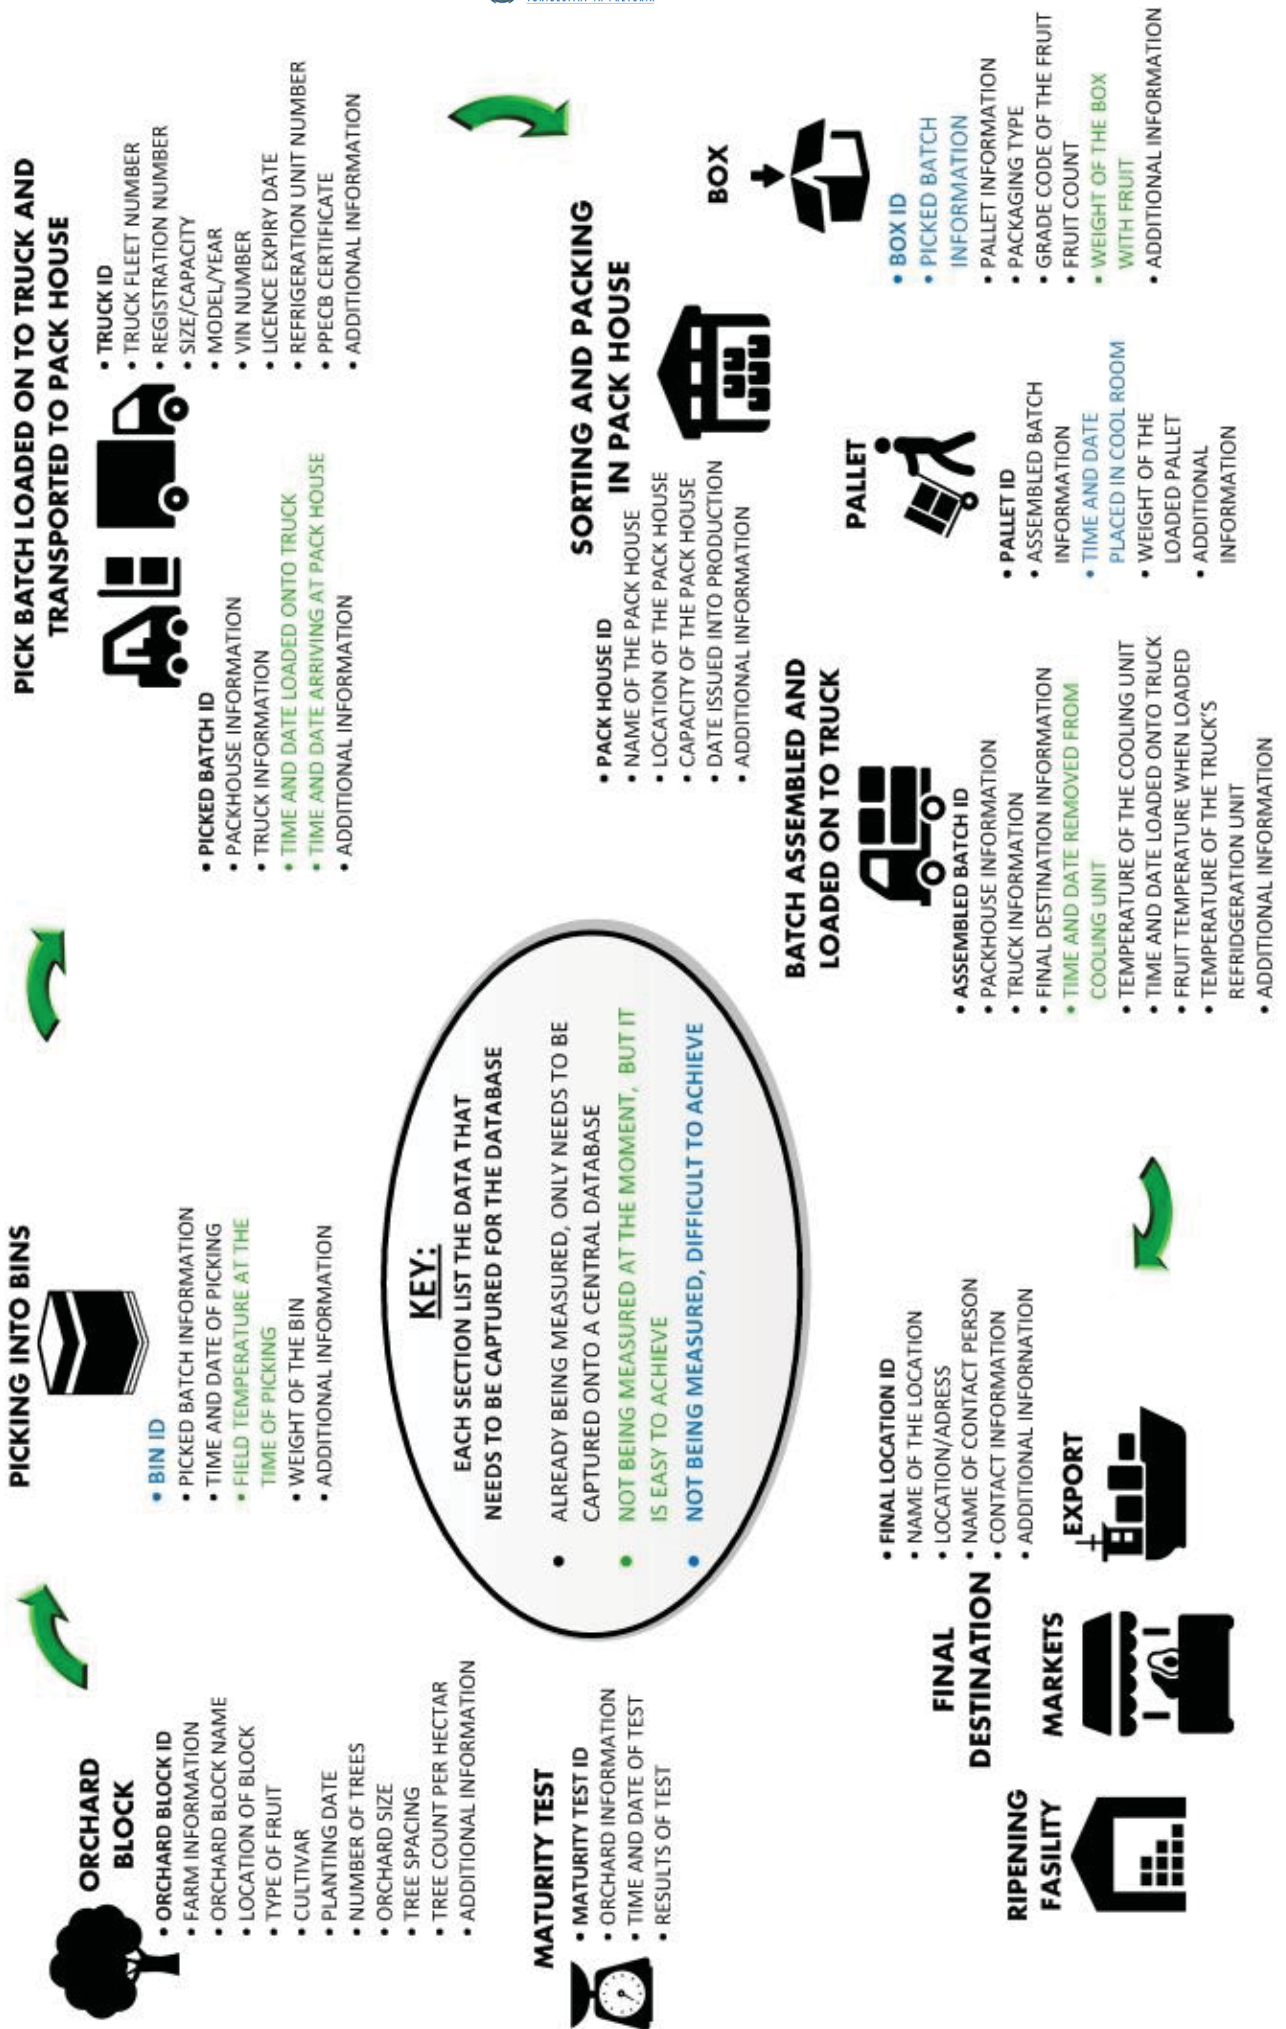 ORCHARD
BLOCK
• ORCHARD BLOCK ID
• FARM INFORMATION
• ORCHARD BLOCK NAME
• LOCATION OF BLOCK
• TYPE OF FRUIT
• CULTIVAR
• PLANTING DATE
• NUMBER OF TREES
• ORCHARD SIZE
• TREE SPACING
• TREE COUNT PER HECTAR
• ADDITIONAL INFORMATION
MATURITY TEST
• MATURITY TEST ID
• ORCHARD INFORMATION
• TIME AND DATE OF TEST
• RESULTS OF TEST
PICKING INTO BINS
• BIN ID
• PICKED BATCH INFORMATION
• TIME AND DATE OF PICKING
• FIELD TEMPERATURE AT THE
TIME OF PICKING
• WEIGHT OF THE BIN
• ADDITIONAL INFORMATION
PICK BATCH LOADED ON TO TRUCK AND
TRANSPORTED TO PACK HOUSE
• PICKED BATCH ID
• PACKHOUSE INFORMATION
• TRUCK INFORMATION
• TIME AND DATE LOADED ONTO TRUCK
• TIME AND DATE ARRIVING AT PACK HOUSE
• ADDITIONAL INFORMATION
• TRUCK ID
• TRUCK FLEET NUMBER
• REGISTRATION NUMBER
• SIZE/CAPACITY
• MODEL/YEAR
• VIN NUMBER
• LICENCE EXPIRY DATE
• REFRIGERATION UNIT NUMBER
• PPECB CERTIFICATE
• ADDITIONAL INFORMATION
KEY:
EACH SECTION LIST THE DATA THAT
NEEDS TO BE CAPTURED FOR THE DATABASE
• ALREADY BEING MEASURED, ONLY NEEDS TO BE
CAPTURED ONTO A CENTRAL DATABASE
• NOT BEING MEASURED AT THE MOMENT, BUT IT
IS EASY TO ACHIEVE
• NOT BEING MEASURED, DIFFICULT TO ACHIEVE
SORTING AND PACKING
IN PACK HOUSE
• PACK HOUSE ID
• NAME OF THE PACK HOUSE
• LOCATION OF THE PACK HOUSE
• CAPACITY OF THE PACK HOUSE
• DATE ISSUED INTO PRODUCTION
• ADDITIONAL INFORMATION
BOX
• BOX ID
• PICKED BATCH
INFORMATION
• PALLET INFORMATION
• PACKAGING TYPE
• GRADE CODE OF THE FRUIT
• FRUIT COUNT
• WEIGHT OF THE BOX
WITH FRUIT
• ADDITIONAL INFORMATION
PALLET
• PALLET ID
• ASSEMBLED BATCH
INFORMATION
• TIME AND DATE
PLACED IN COOL ROOM
• WEIGHT OF THE
LOADED PALLET
• ADDITIONAL
INFORMATION
BATCH ASSEMBLED AND
LOADED ON TO TRUCK
• ASSEMBLED BATCH ID
• PACKHOUSE INFORMATION
• TRUCK INFORMATION
• FINAL DESTINATION INFORMATION
• TIME AND DATE REMOVED FROM
COOLING UNIT
• TEMPERATURE OF THE COOLING UNIT
• TIME AND DATE LOADED ONTO TRUCK
• FRUIT TEMPERATURE WHEN LOADED
• TEMPERATURE OF THE TRUCK'S
REFRIDGERATION UNIT
• ADDITIONAL INFORMATION
FINAL
DESTINATION
• FINAL LOCATION ID
• NAME OF THE LOCATION
• LOCATION/ADRESS
• NAME OF CONTACT PERSON
• CONTACT INFORMATION
• ADDITIONAL INFORNATION
RIPENING
FASILITY
MARKETS
EXPORT